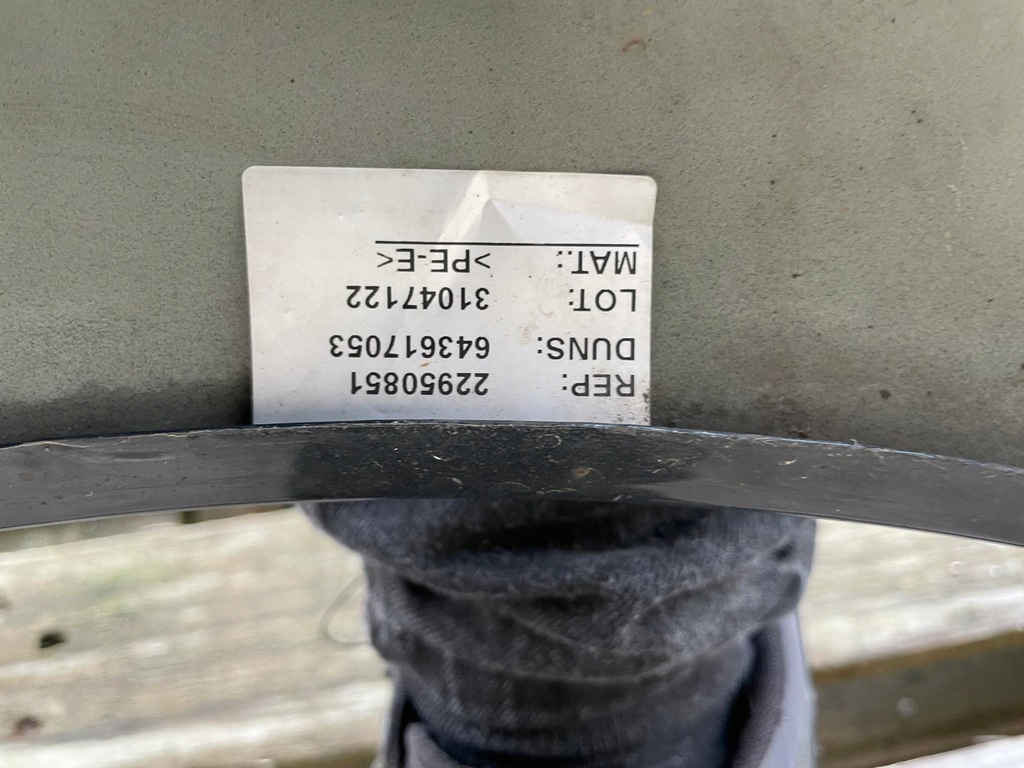 REP: 22950851
DUNS: 643617053
LOT: 31047122
MAT.: >PE-E<